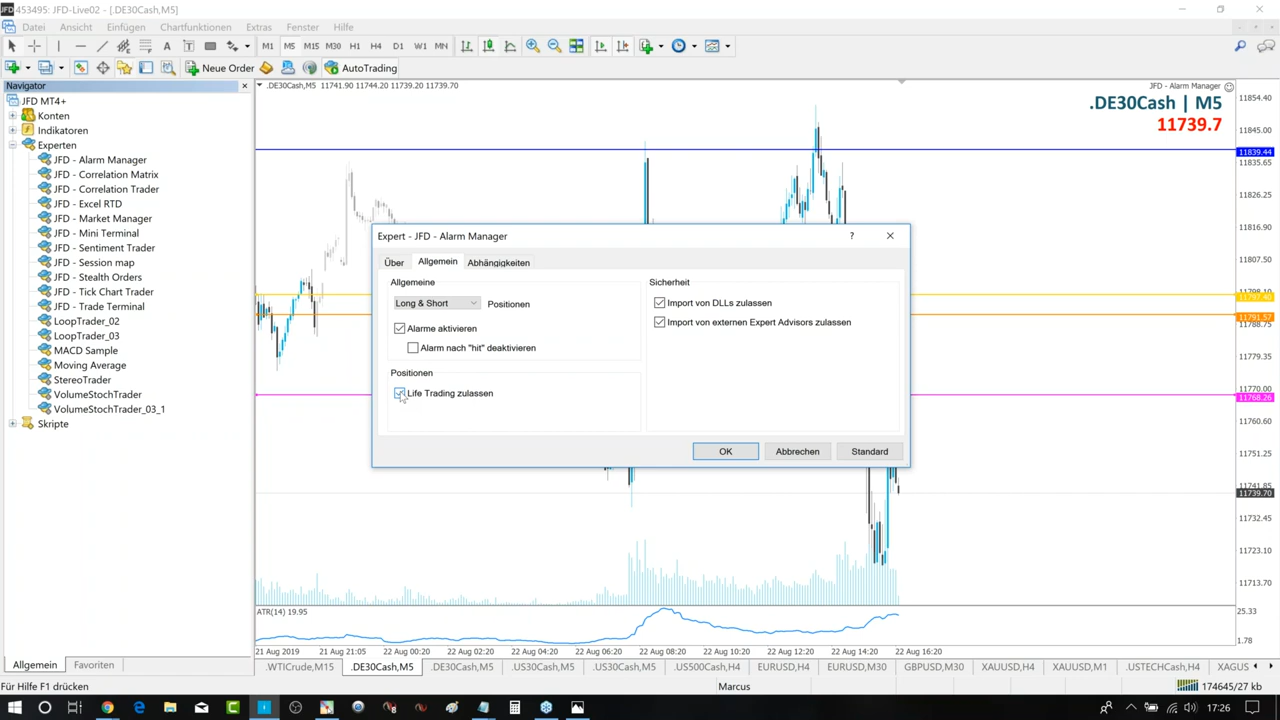 453495: JFD-Live02 - [.DE30Cash,M5]
Datei Ansicht Einfügen Chartfunktionen Extras Fenster Hilfe
M1 M5 M15 M30 H1 H4 D1 W1 MN
Neue Order AutoTrading
Navigator
JFD MT4+
Konten
Indikatoren
Experten
JFD - Alarm Manager
JFD - Correlation Matrix
JFD - Correlation Trader
JFD - Excel RTD
JFD - Market Manager
JFD - Mini Terminal
JFD - Sentiment Trader
JFD - Session map
JFD - Stealth Orders
JFD - Tick Chart Trader
JFD - Trade Terminal
LoopTrader_02
LoopTrader_03
MACD Sample
Moving Average
StereoTrader
VolumeStochTrader
VolumeStochTrader_03_1
Skripte
Allgemein Favoriten
.DE30Cash,M5 11741.90 11744.20 11739.20 11739.70
JFD - Alarm Manager
.DE30Cash | M5
11739.7
Expert - JFD - Alarm Manager
Über Allgemein Abhängigkeiten
Allgemeine
Long & Short Positionen
Alarme aktivieren
Alarm nach "hit" deaktivieren
Positionen
Life Trading zulassen
Sicherheit
Import von DLLs zulassen
Import von externen Expert Advisors zulassen
OK Abbrechen Standard
11854.40
11845.00
11839.44
11835.65
11826.25
11816.90
11807.50
11797.40
11791.57
11788.75
11779.35
11770.00
11768.26
11760.60
11751.25
11741.85
11739.70
11732.45
11723.10
11713.70
ATR(14) 19.95
25.33
1.78
21 Aug 2019 21 Aug 21:05 22 Aug 00:20 22 Aug 02:20 22 Aug 04:20 22 Aug 06:20 22 Aug 08:20 22 Aug 10:20 22 Aug 12:20 22 Aug 14:20 22 Aug 16:20
.WTICrude,M15 .DE30Cash,M5 .DE30Cash,M5 .US30Cash,M5 .US30Cash,M5 .US500Cash,H4 EURUSD,H4 EURUSD,M30 GBPUSD,M30 XAUUSD,H4 XAUUSD,M1 .USTECHCash,H4 XAGUS
Für Hilfe F1 drücken Marcus 174645/27 kb
17:26